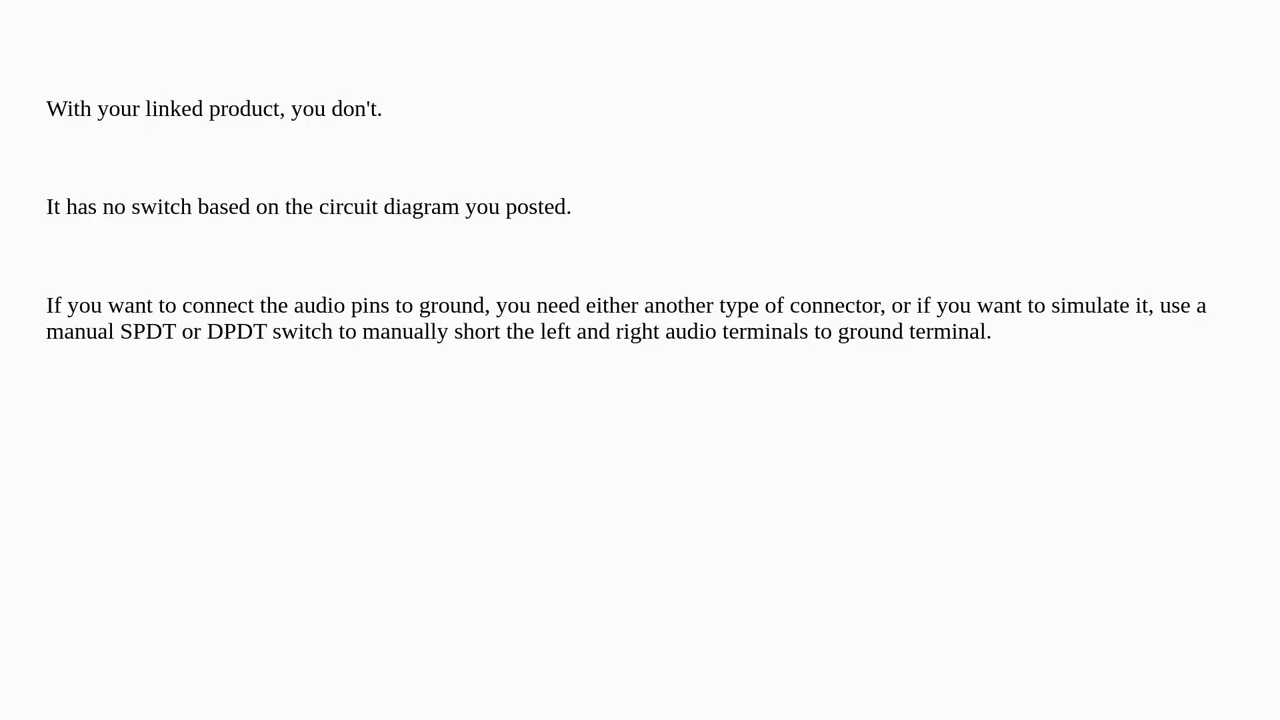 With your linked product, you don't.
It has no switch based on the circuit diagram you posted.
If you want to connect the audio pins to ground, you need either another type of connector, or if you want to simulate it, use a
manual SPDT or DPDT switch to manually short the left and right audio terminals to ground terminal.